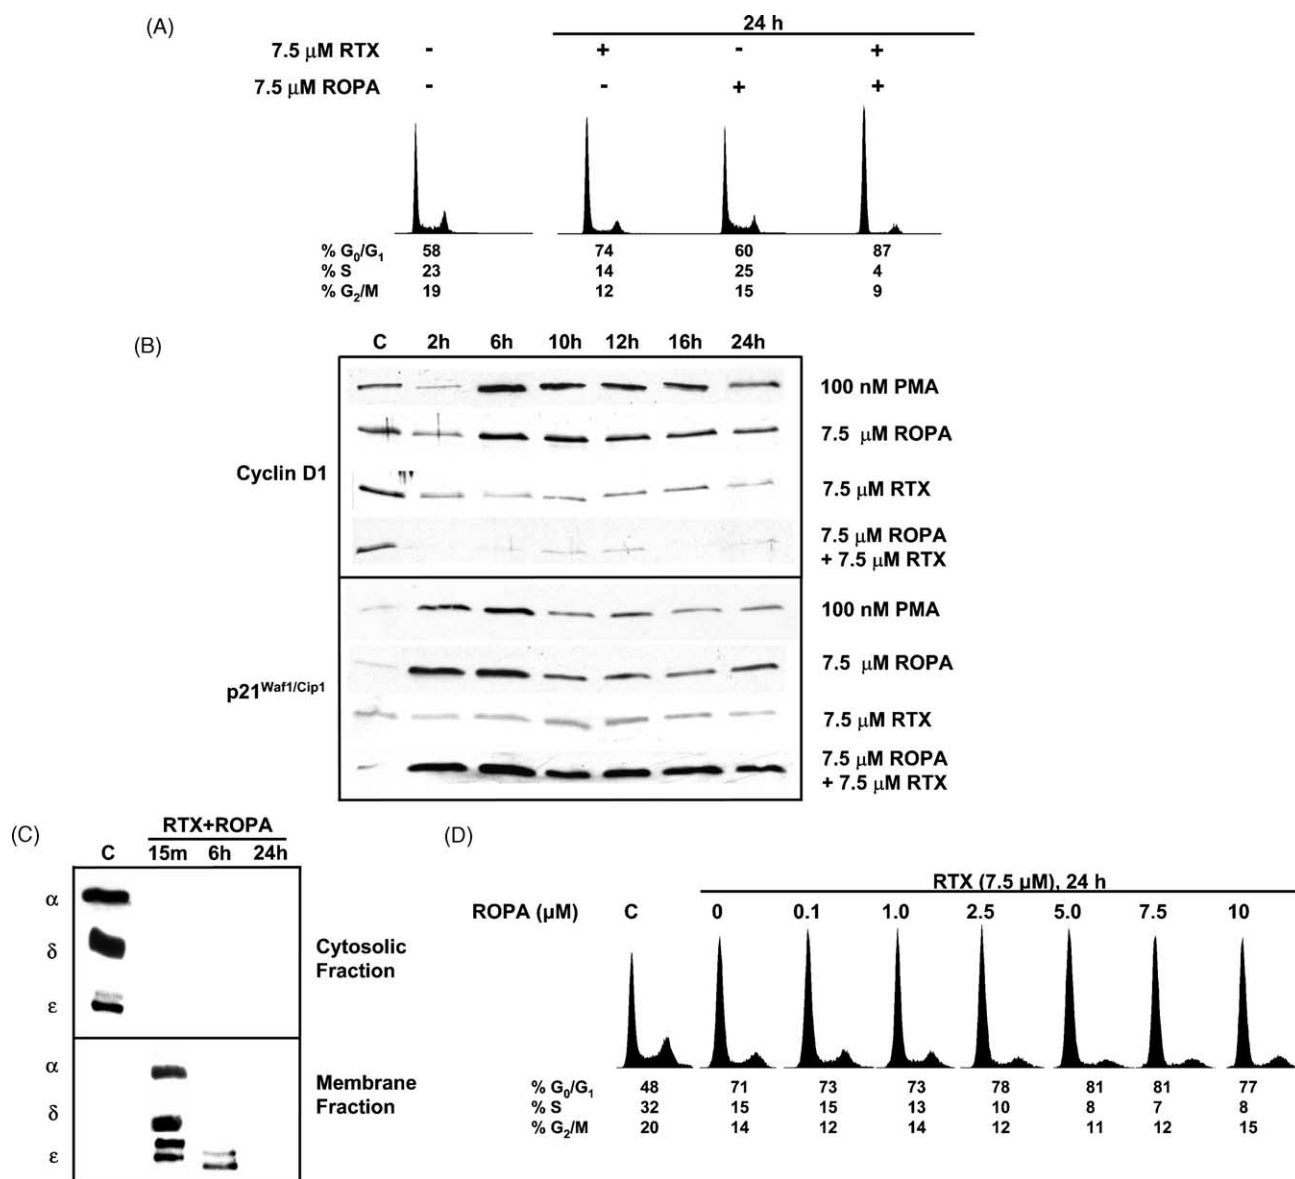 (A)
24 h
7.5 μM RTX - + - +
7.5 μM ROPA - - + +
% G0/G1 58 74 60 87
% S 23 14 25 4
% G2/M 19 12 15 9
(B)
C 2h 6h 10h 12h 16h 24h
100 nM PMA
7.5 μM ROPA
Cyclin D1
7.5 μM RTX
7.5 μM ROPA
+ 7.5 μM RTX
100 nM PMA
7.5 μM ROPA
p21Waf1/Cip1
7.5 μM RTX
7.5 μM ROPA
+ 7.5 μM RTX
(C)
RTX+ROPA
C 15m 6h 24h
α
δ
ε
Cytosolic
Fraction
α
δ
ε
Membrane
Fraction
(D)
RTX (7.5 μM), 24 h
ROPA (μM) C 0 0.1 1.0 2.5 5.0 7.5 10
% G0/G1 48 71 73 73 78 81 81 77
% S 32 15 15 13 10 8 7 8
% G2/M 20 14 12 14 12 11 12 15